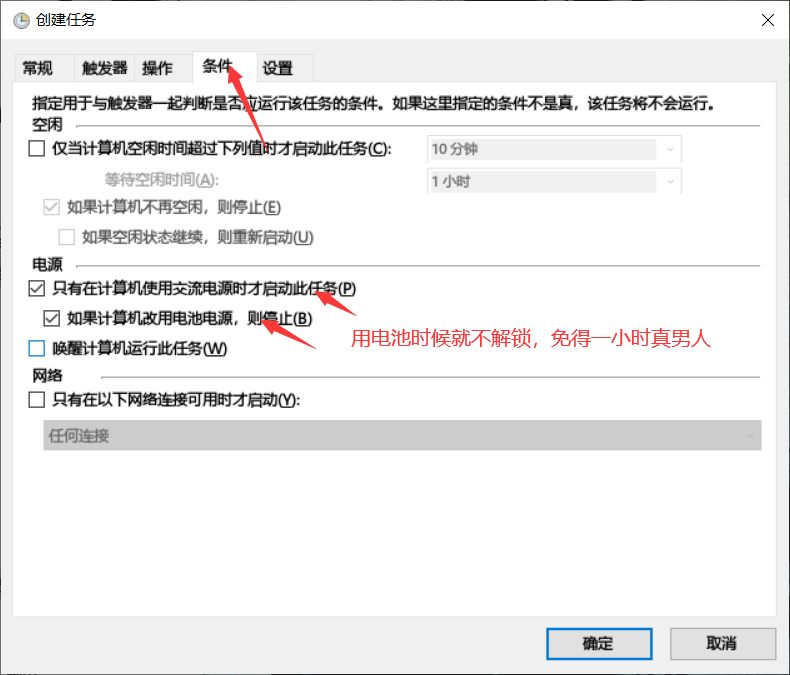 创建任务
常规 触发器 操作 条件 设置
指定用于与触发器一起判断是否应运行该任务的条件。如果这里指定的条件不是真，该任务将不会运行。
空闲
仅当计算机空闲时间超过下列值时才启动此任务(C): 10 分钟
等待空闲时间(A): 1 小时
如果计算机不再空闲，则停止(E)
如果空闲状态继续，则重新启动(U)
电源
只有在计算机使用交流电源时才启动此任务(P)
如果计算机改用电池电源，则停止(B)
用电池时候就不解锁，免得一小时真男人
唤醒计算机运行此任务(W)
网络
只有在以下网络连接可用时才启动(Y):
任何连接
确定 取消